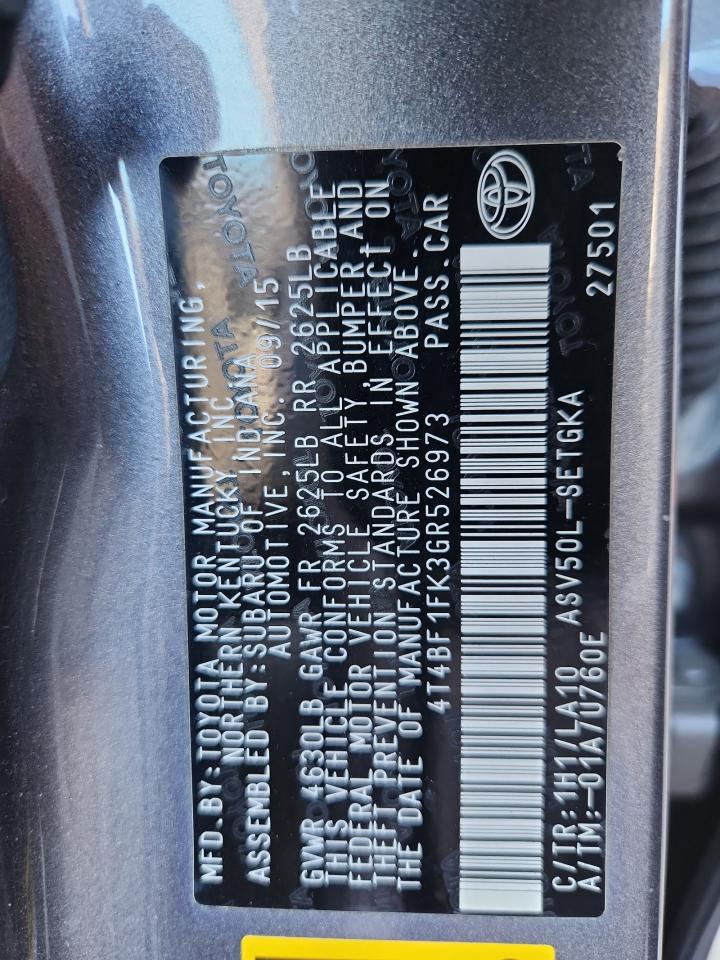 MFD.BY:TOYOTA MOTOR MANUFACTURING,
NORTHERN KENTUCKY, INC
ASSEMBLED BY:SUBARU OF INDIANA
AUTOMOTIVE, INC. 09//15
GVWR 4630LB GAWR FR 2625LB RR 2625LB
THIS VEHICLE CONFORMS TO ALL APPLICABLE
FEDERAL MOTOR VEHICLE SAFETY, BUMPER AND
THEFT PREVENTION STANDARDS IN EFFECT ON
THE DATE OF MANUFACTURE SHOWN ABOVE.
4T4BF1FK3GR526973 PASS.CAR
C/TR:1H1/LA10 ASV50L-SETGKA
A/TM:-01A/U760E 27501